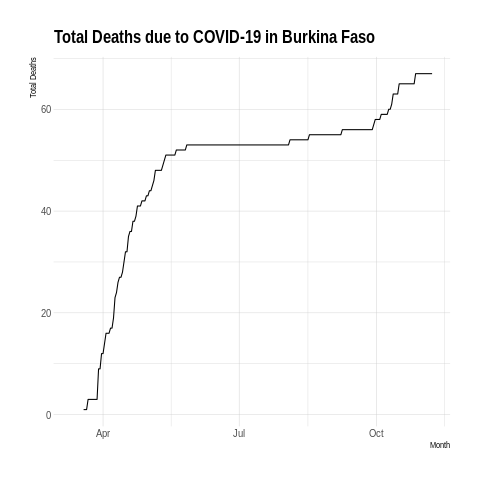 Total Deaths due to COVID-19 in Burkina Faso
Total Deaths
60
40
20
0
Apr
Jul
Oct
Month